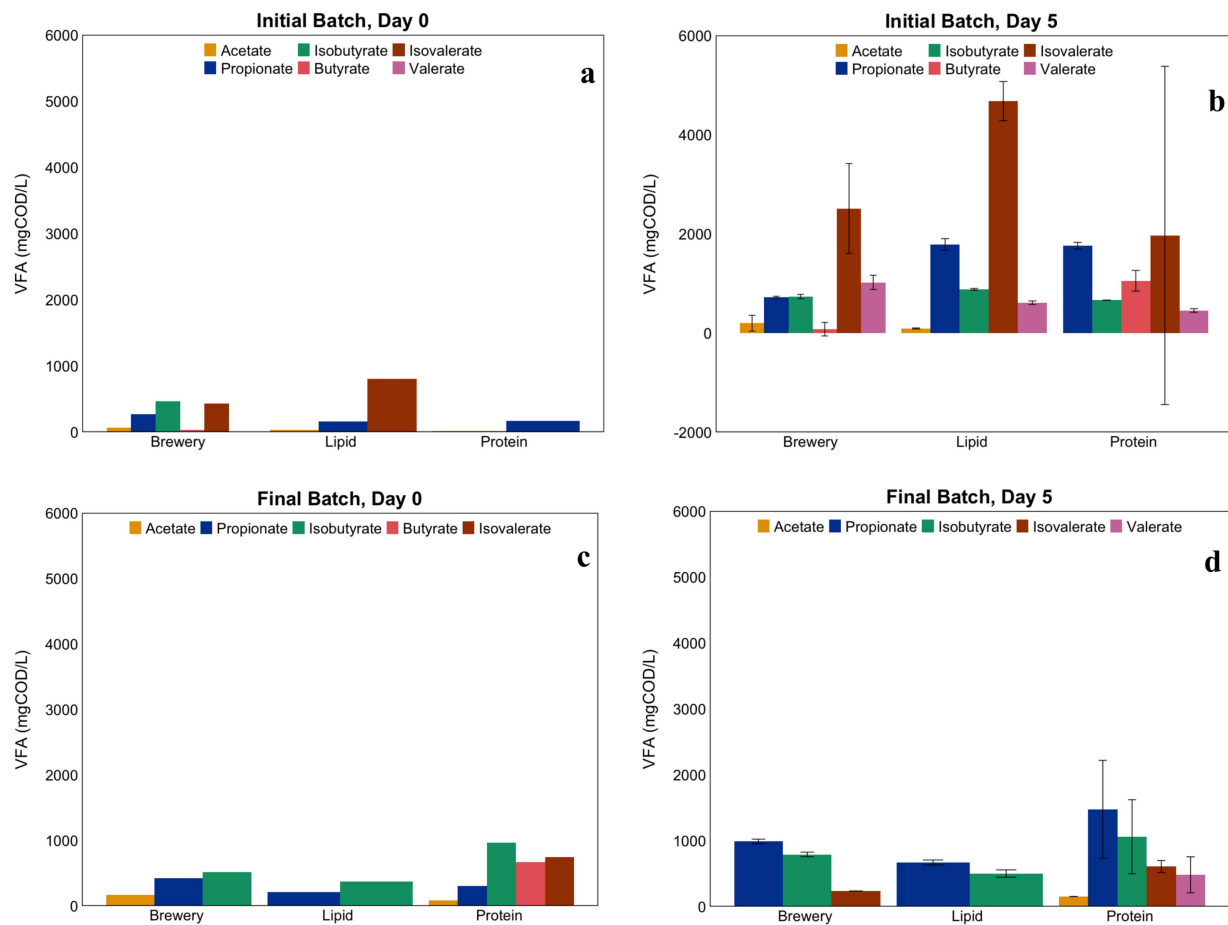 Initial Batch, Day 0
Acetate Isobutyrate Isovalerate
Propionate Butyrate Valerate
a
6000
5000
4000
3000
2000
1000
0
VFA (mgCOD/L)
Brewery Lipid Protein
Initial Batch, Day 5
Acetate Isobutyrate Isovalerate
Propionate Butyrate Valerate
b
6000
4000
2000
0
-2000
VFA (mgCOD/L)
Brewery Lipid Protein
Final Batch, Day 0
Acetate Propionate Isobutyrate Butyrate Isovalerate
c
6000
5000
4000
3000
2000
1000
0
VFA (mgCOD/L)
Brewery Lipid Protein
Final Batch, Day 5
Acetate Propionate Isobutyrate Isovalerate Valerate
d
6000
5000
4000
3000
2000
1000
0
VFA (mgCOD/L)
Brewery Lipid Protein